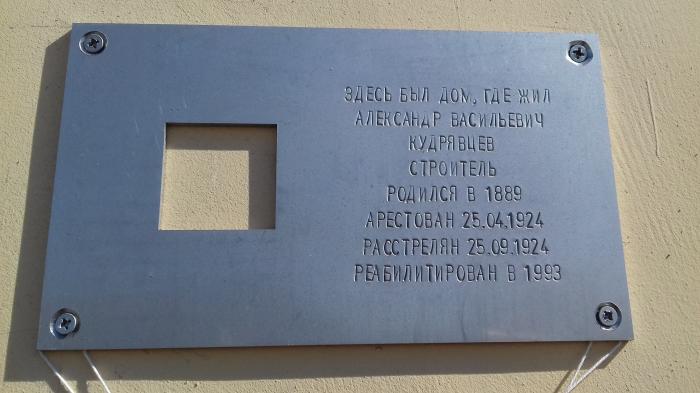 ЗДЕСЬ БЫЛ ДОМ, ГДЕ ЖИЛ
АЛЕКСАНДР ВАСИЛЬЕВИЧ
КУДРЯВЦЕВ
СТРОИТЕЛЬ
РОДИЛСЯ В 1889
АРЕСТОВАН 25.04.1924
РАССТРЕЛЯН 25.09.1924
РЕАБИЛИТИРОВАН В 1993